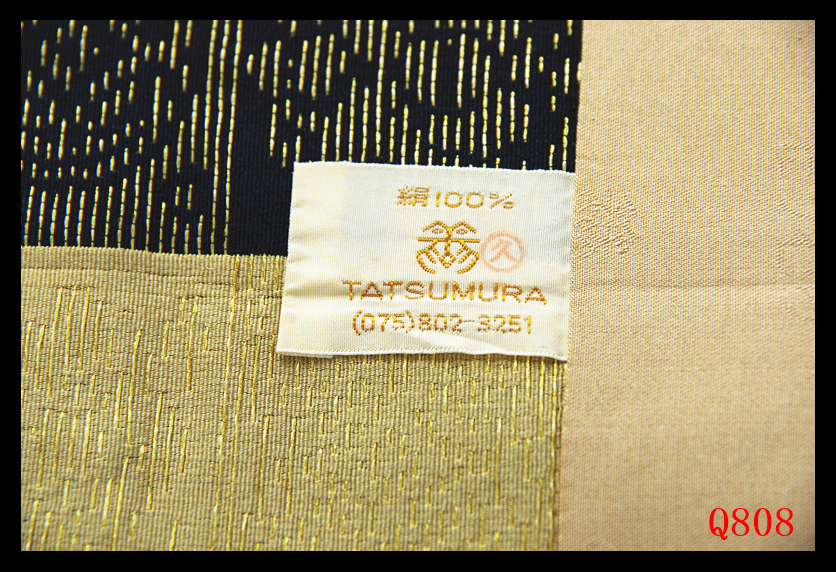 絹100%
久
TATSUMURA
(075)802-3251
Q808